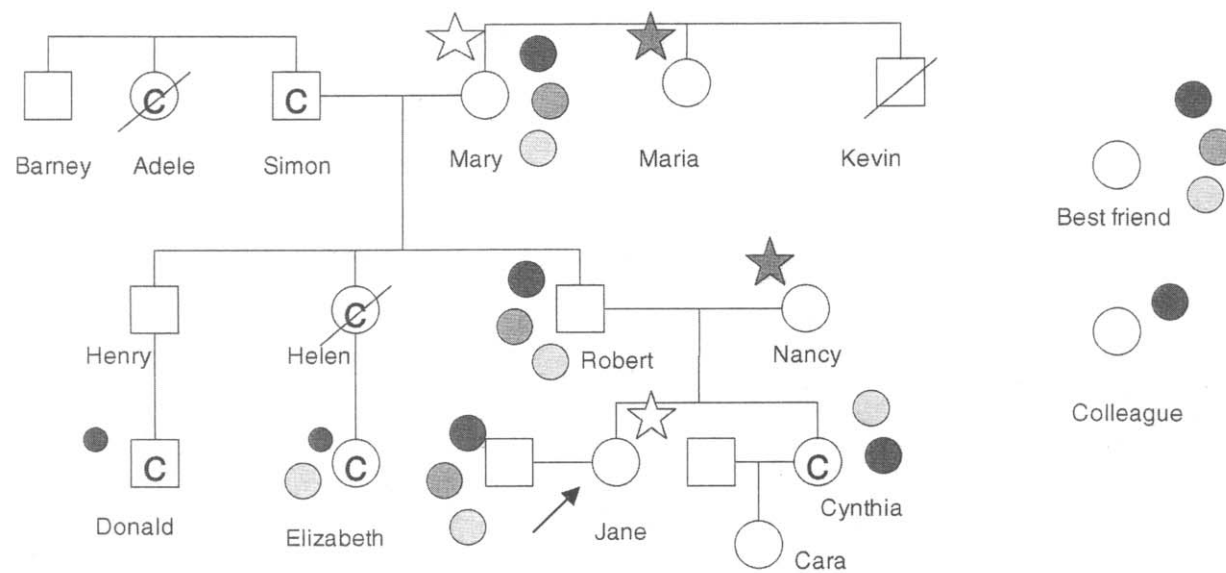 C C
Barney Adele Simon Mary Maria Kevin
Best friend
C
Henry Helen Robert Nancy
Colleague
C C C
Donald Elizabeth Jane Cynthia
Cara